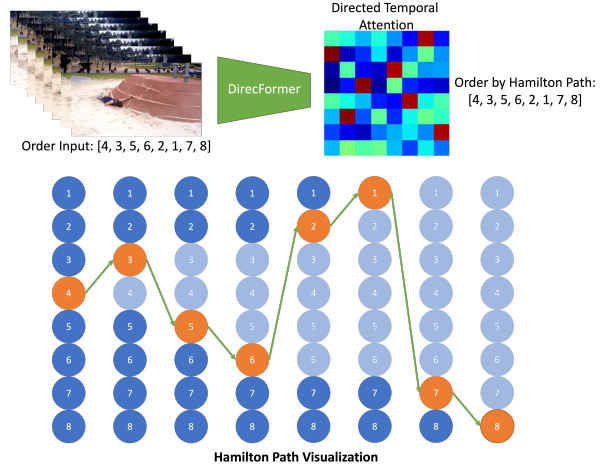 Directed Temporal
Attention
DirecFormer
Order by Hamilton Path:
[4, 3, 5, 6, 2, 1, 7, 8]
Order Input: [4, 3, 5, 6, 2, 1, 7, 8]
1 1 1 1 1 1 1 1
2 2 2 2 2 2 2 2
3 3 3 3 3 3 3 3
4 4 4 4 4 4 4 4
5 5 5 5 5 5 5 5
6 6 6 6 6 6 6 6
7 7 7 7 7 7 7 7
8 8 8 8 8 8 8 8
Hamilton Path Visualization